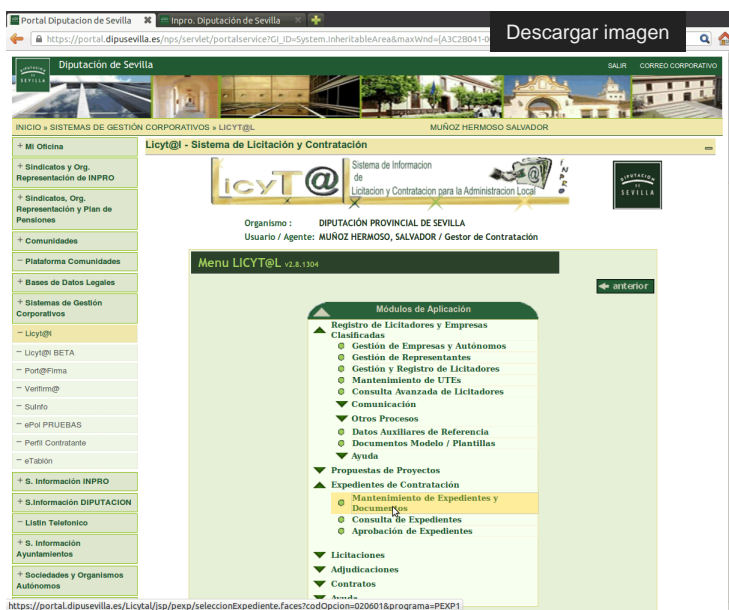 Portal Diputacion de Sevilla
Inpro. Diputación de Sevilla
https://portal.dipusevilla.es/nps/servlet/portalservice?GI_ID=System.InheritableArea&maxWnd=[A3C2B041-0
Descargar imagen
Diputación de Sevilla
SALIR CORREO CORPORATIVO
DIPUTACION
DE
SEVILLA
INICIO » SISTEMAS DE GESTIÓN CORPORATIVOS » LICYT@L
MUÑOZ HERMOSO SALVADOR
+ Mi Oficina
+ Sindicatos y Org.
Representación de INPRO
+ Sindicatos, Org.
Representación y Plan de
Pensiones
+ Comunidades
− Plataforma Comunidades
+ Bases de Datos Legales
+ Sistemas de Gestión
Corporativos
− Licyt@l
− Licyt@l BETA
− Port@Firma
− Verifirm@
− SuInfo
− ePol PRUEBAS
− Perfil Contratante
− eTablón
+ S. Información INPRO
+ S.Información DIPUTACION
− Listin Telefonico
+ S. Información
Ayuntamientos
+ Sociedades y Organismos
Autónomos
Licyt@l - Sistema de Licitación y Contratación
licyT@L
Sistema de Informacion
de
Licitacion y Contratacion para la Administracion Local
INPRO
DIPUTACION
DE
SEVILLA
Organismo : DIPUTACIÓN PROVINCIAL DE SEVILLA
Usuario / Agente: MUÑOZ HERMOSO, SALVADOR / Gestor de Contratación
Menu LICYT@L v2.8.1304
anterior
Módulos de Aplicación
Registro de Licitadores y Empresas
Clasificadas
Gestión de Empresas y Autónomos
Gestión de Representantes
Gestión y Registro de Licitadores
Mantenimiento de UTEs
Consulta Avanzada de Licitadores
Comunicación
Otros Procesos
Datos Auxiliares de Referencia
Documentos Modelo / Plantillas
Ayuda
Propuestas de Proyectos
Expedientes de Contratación
Mantenimiento de Expedientes y
Documentos
Consulta de Expedientes
Aprobación de Expedientes
Licitaciones
Adjudicaciones
Contratos
Ayuda
https://portal.dipusevilla.es/Licytal/jsp/pexp/seleccionExpediente.faces?codOpcion=020601&programa=PEXP1